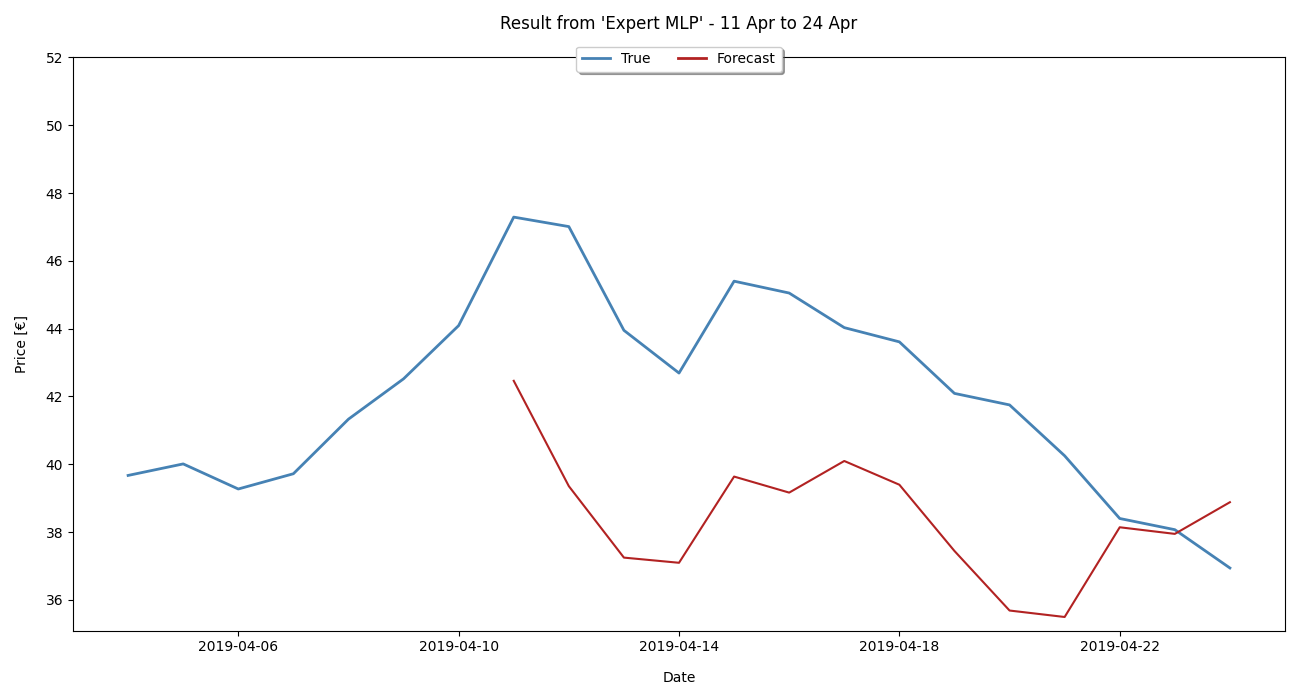 Result from 'Expert MLP' - 11 Apr to 24 Apr
True Forecast
52
50
48
46
44
42
40
38
36
Price [€]
2019-04-06 2019-04-10 2019-04-14 2019-04-18 2019-04-22
Date